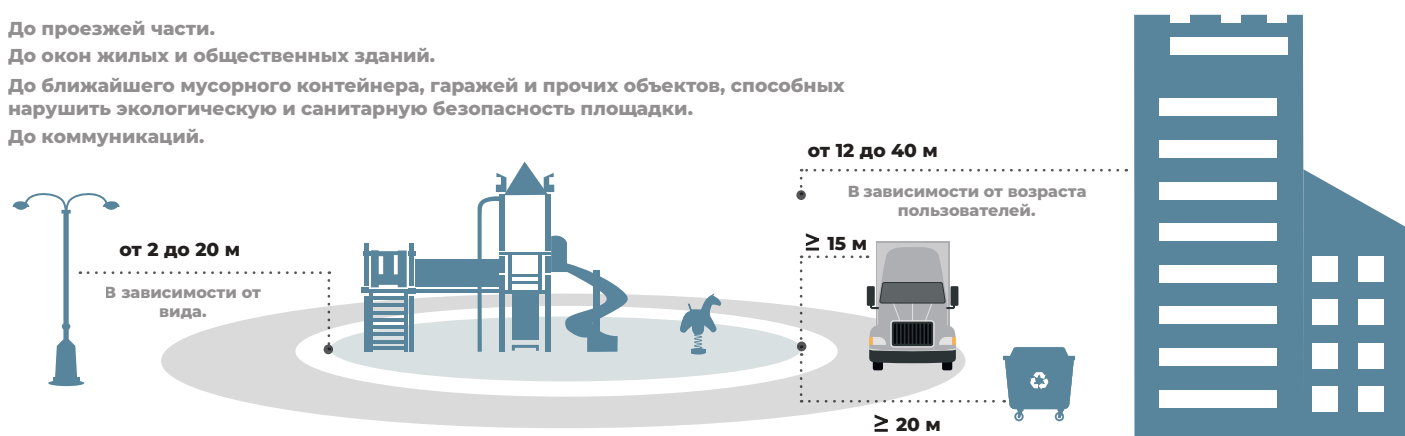 До проезжей части.
До окон жилых и общественных зданий.
До ближайшего мусорного контейнера, гаражей и прочих объектов, способных
нарушить экологическую и санитарную безопасность площадки.
До коммуникаций.
от 12 до 40 м
В зависимости от возраста
пользователей.
≥ 15 м
от 2 до 20 м
В зависимости от
вида.
≥ 20 м